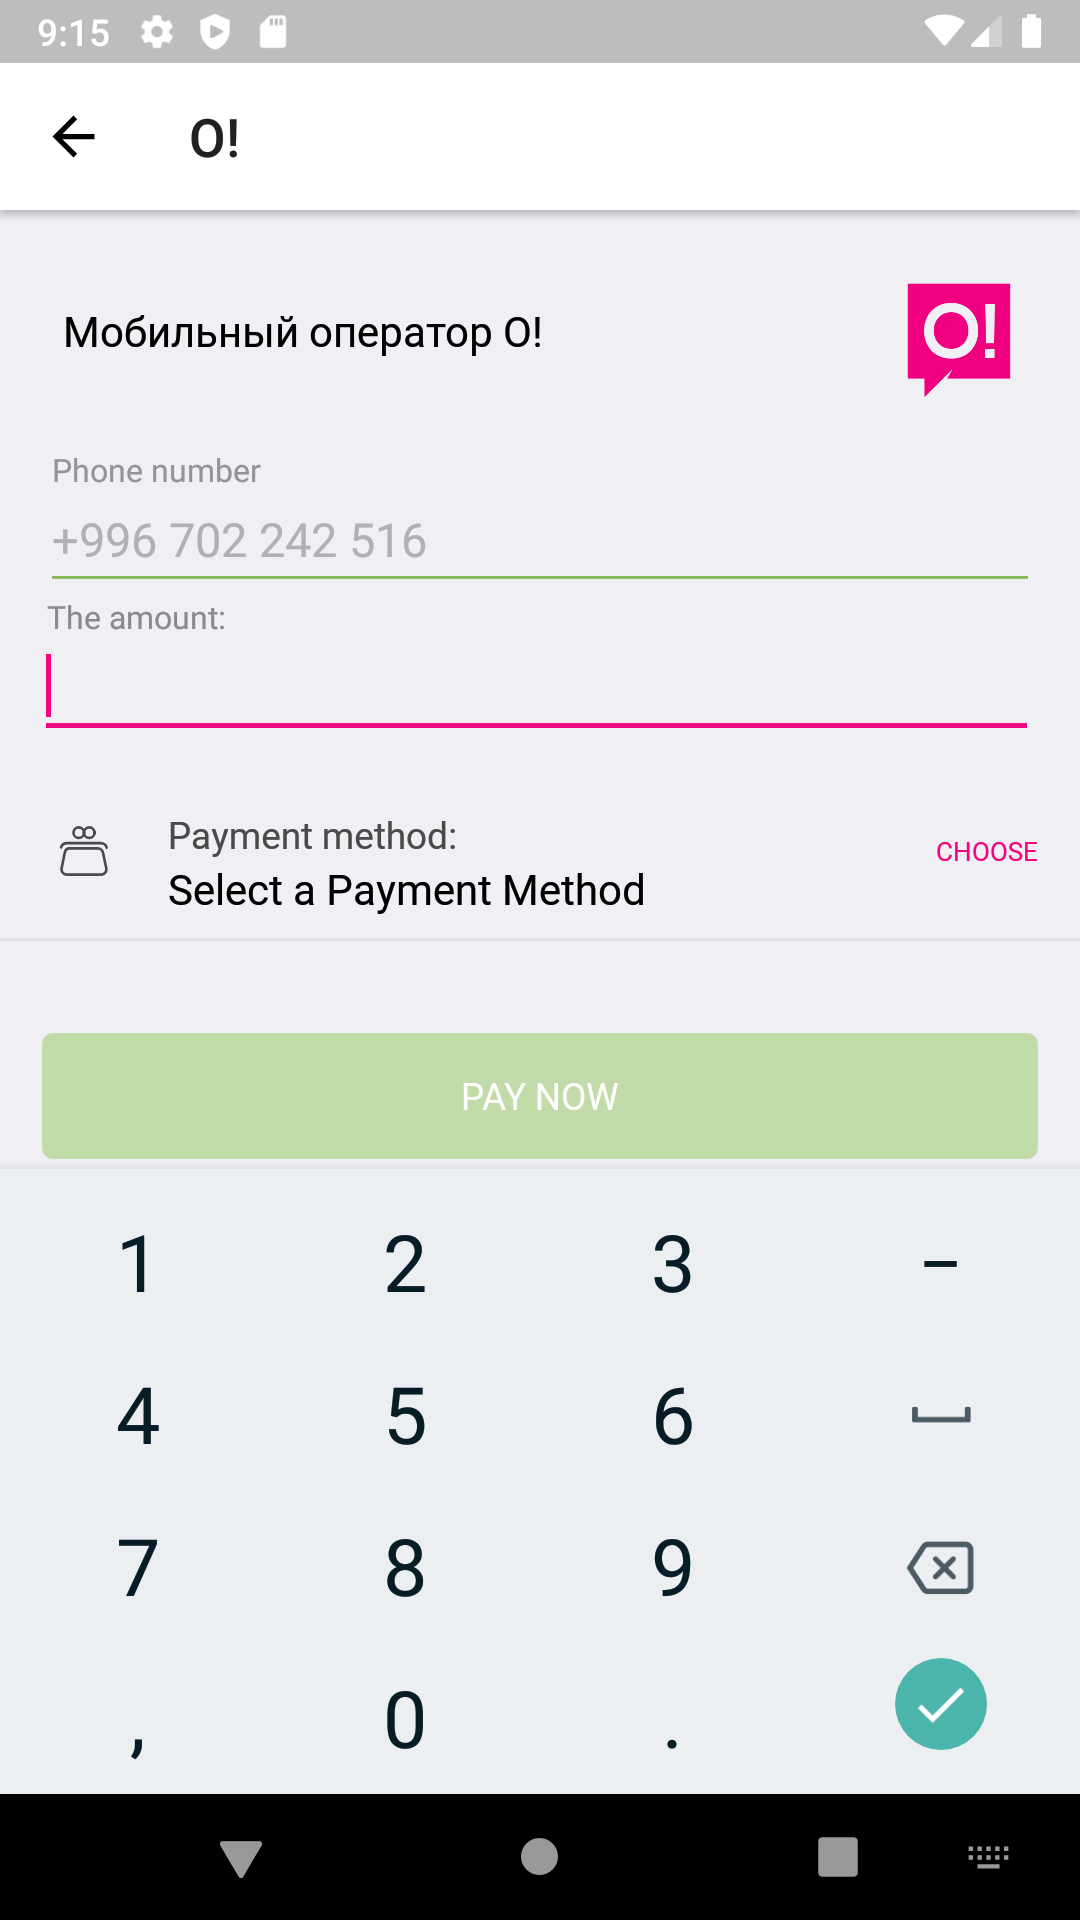 9:15
O!
Мобильный оператор О!
O!
Phone number
+996 702 242 516
The amount:
Payment method:
CHOOSE
Select a Payment Method
PAY NOW
1 2 3 –
4 5 6
7 8 9
, 0 .